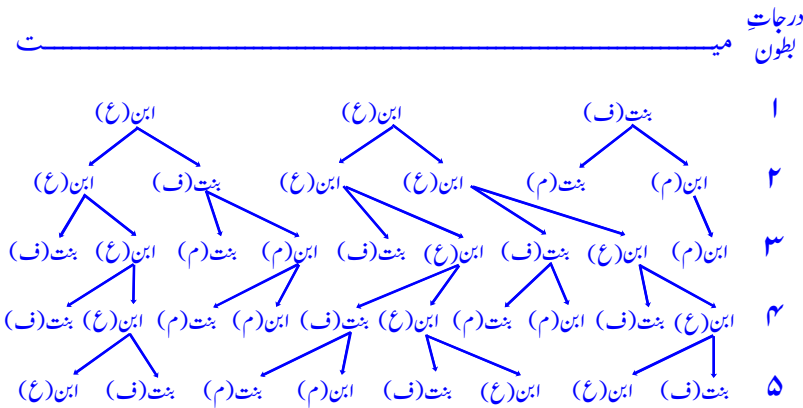 درجاتِ
بطون میــــــــــــــــــــــــــــــــــــــــــــــــــــــت
۱ بنت(ف) ابن(ع) ابن(ع)
۲ ابن(م) بنت(م) ابن(ع) ابن(ع) بنت(ف) ابن(ع)
۳ ابن(م) ابن(ع) بنت(ف) ابن(ع) بنت(ف) ابن(م) بنت(م) ابن(ع) بنت(ف)
۴ ابن(ع) بنت(ف) ابن(م) بنت(م) ابن(ع) بنت(ف) ابن(م) بنت(م) ابن(ع) بنت(ف)
۵ بنت(ف) ابن(ع) ابن(ع) بنت(ف) ابن(م) بنت(م) بنت(ف) ابن(ع)